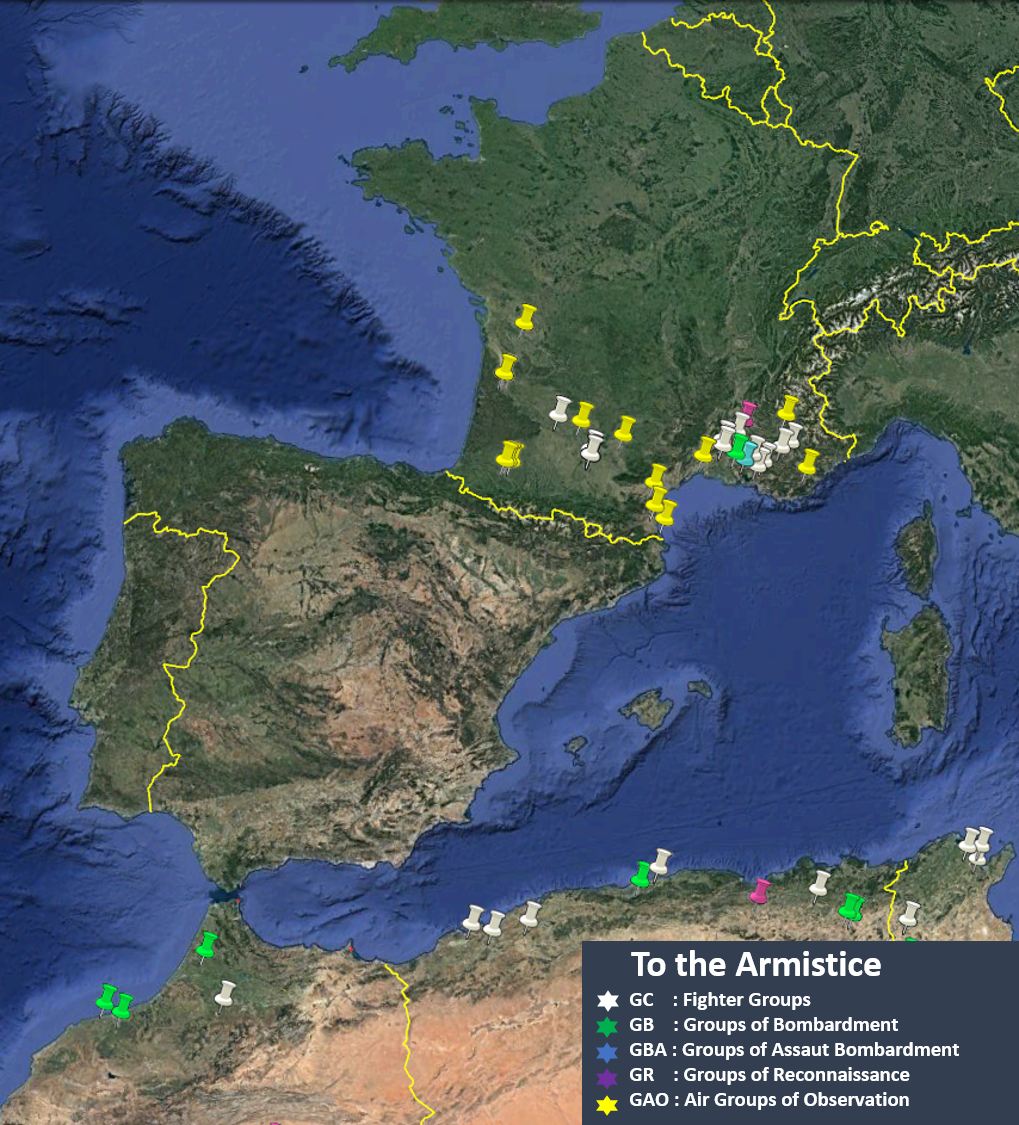 To the Armistice
GC : Fighter Groups
GB : Groups of Bombardment
GBA : Groups of Assaut Bombardment
GR : Groups of Reconnaissance
GAO : Air Groups of Observation